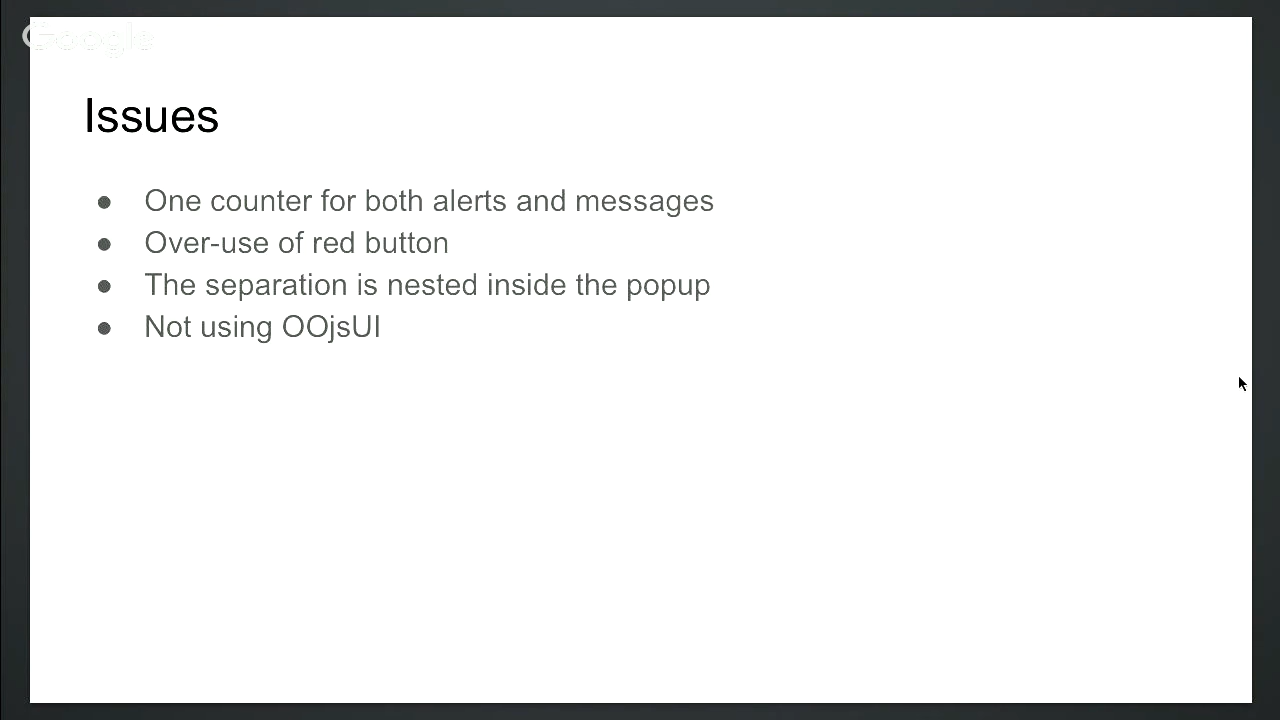 Google
Issues
● One counter for both alerts and messages
● Over-use of red button
● The separation is nested inside the popup
● Not using OOjsUI